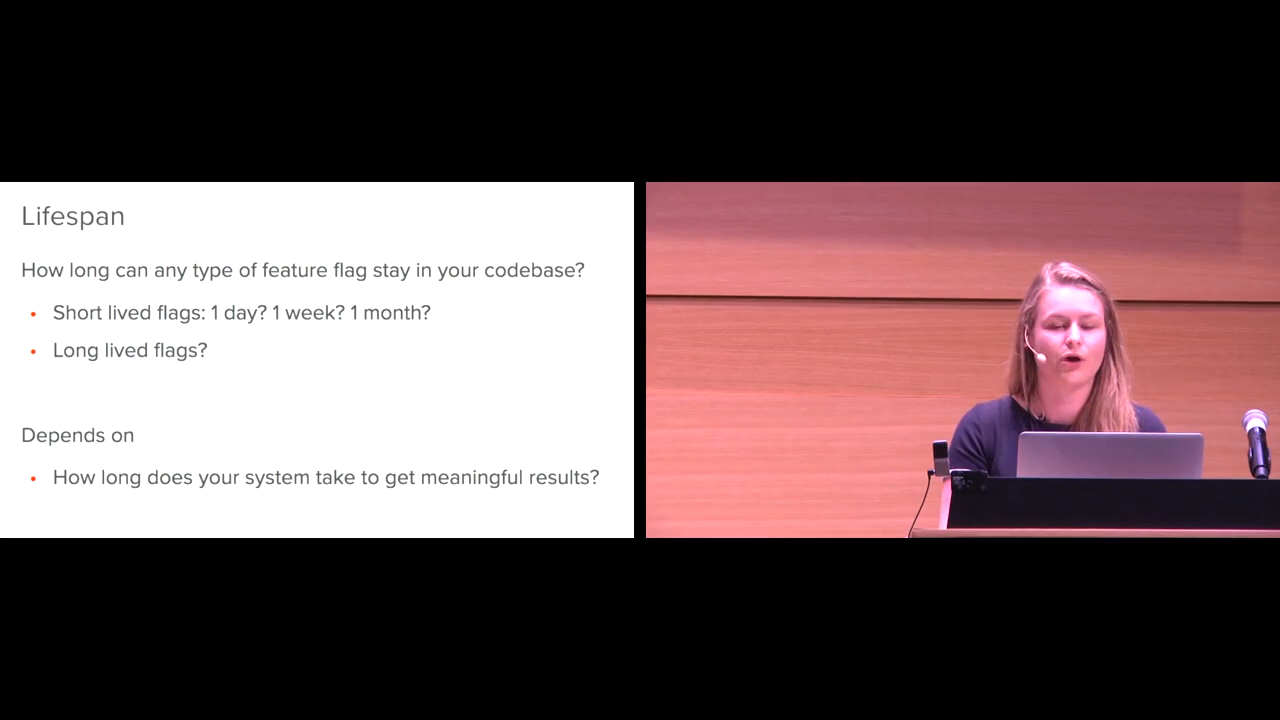 Lifespan
How long can any type of feature flag stay in your codebase?
• Short lived flags: 1 day? 1 week? 1 month?
• Long lived flags?
Depends on
• How long does your system take to get meaningful results?